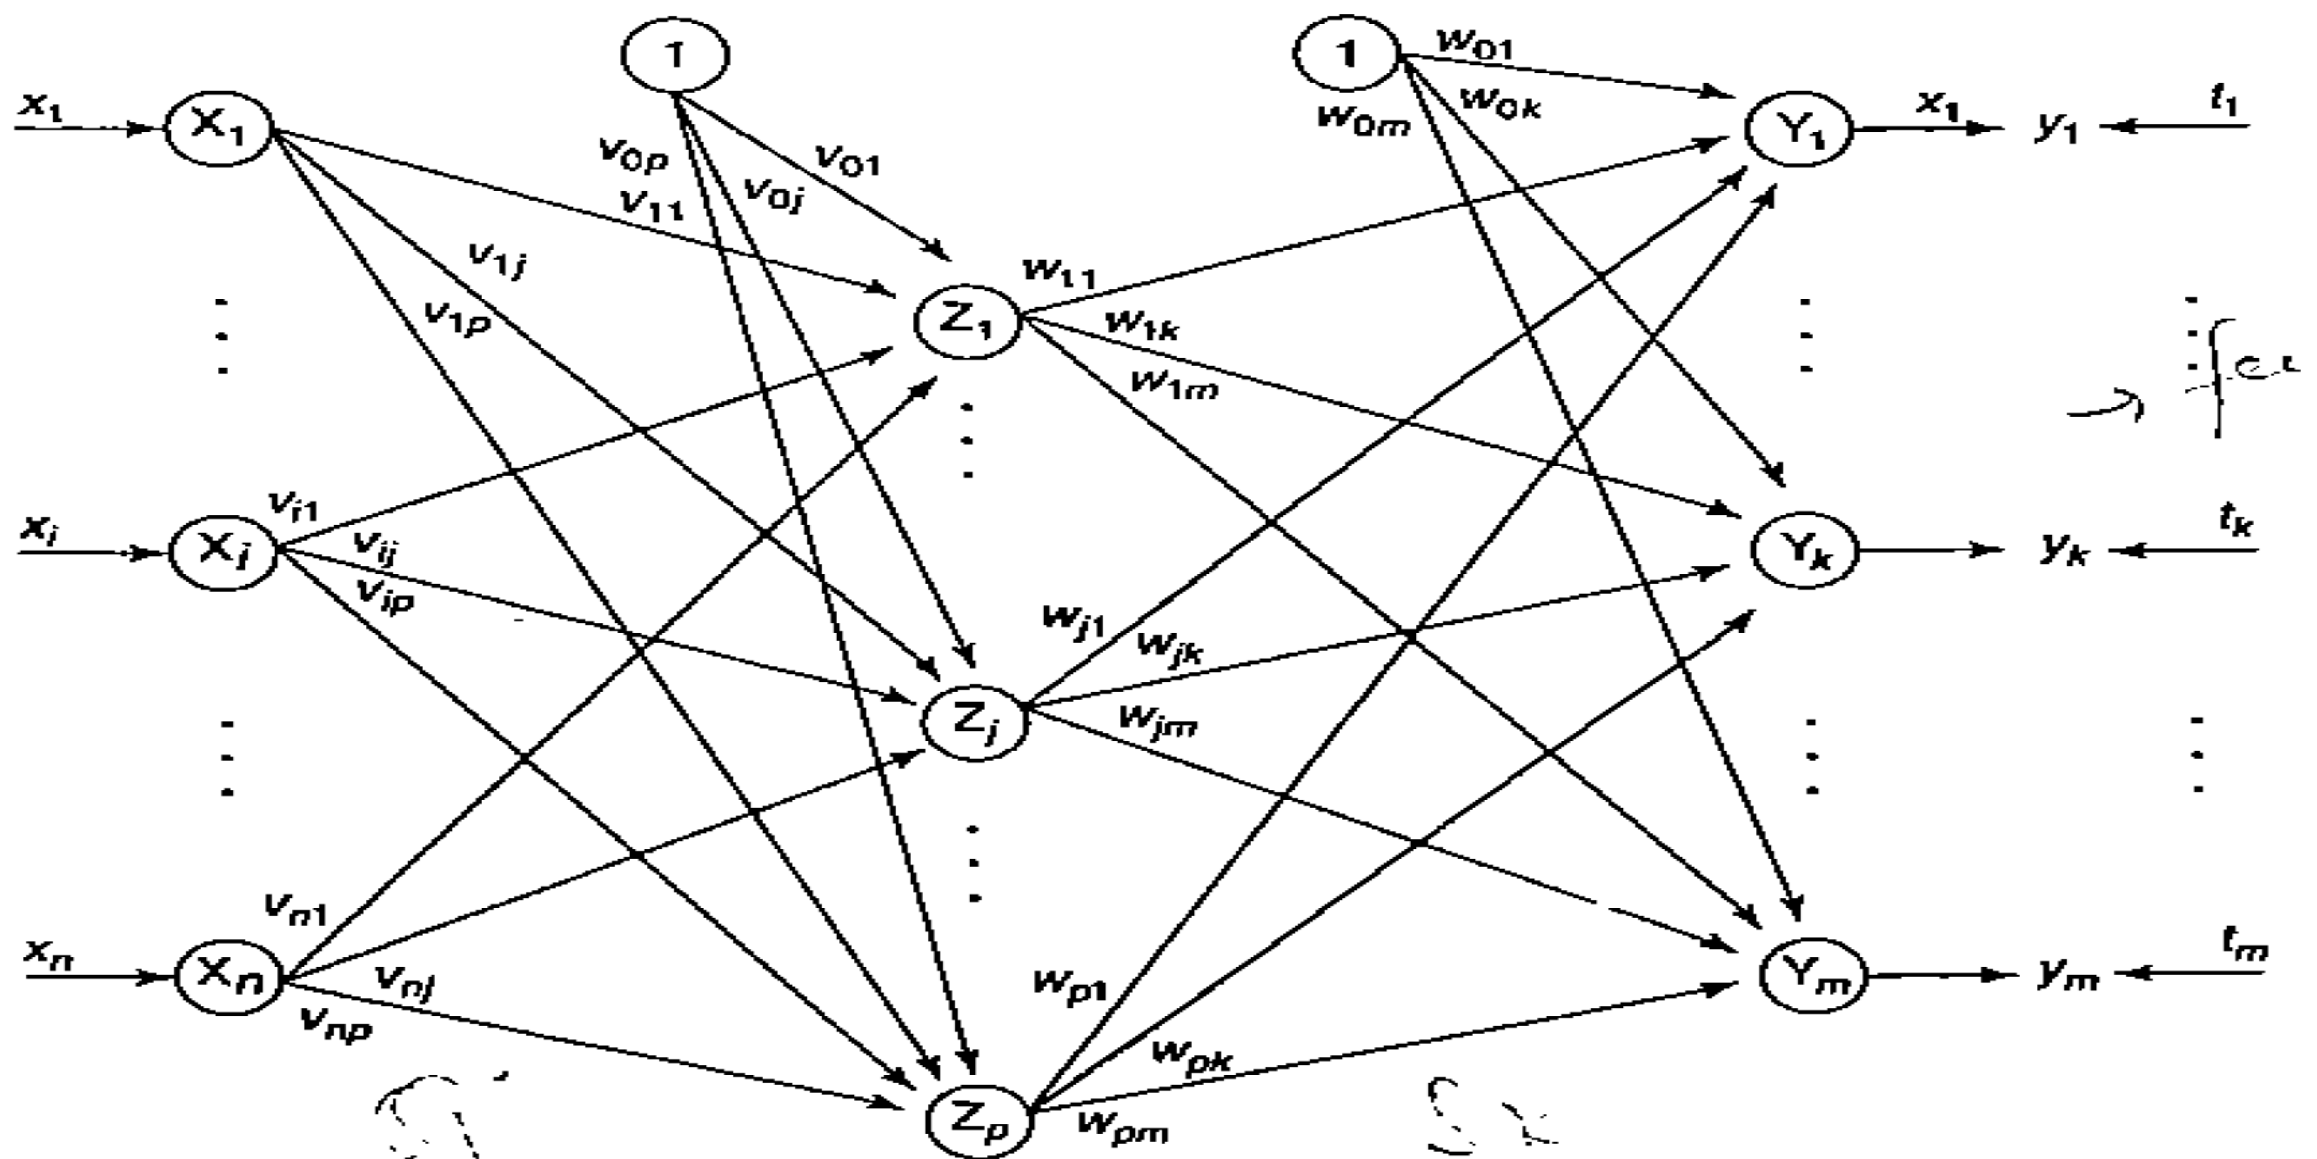 1 1 w01
x1 X1 w0m w0k Y1 x1 y1 t1
v0p v01
v11 v0j
v1j w11
v1p Z1 w1k
w1m
vi1
xi Xi vij Yk yk tk
vip
wj1 wjk
Zj wjm
vn1
xn Xn vnj wp1 Ym ym tm
vnp
wpk
Zp wpm